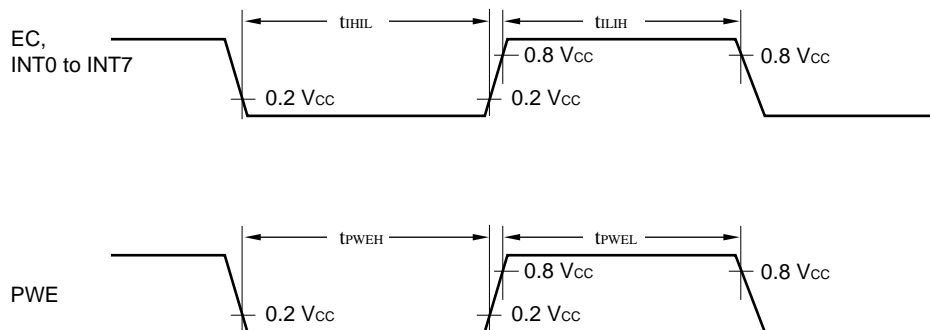 tIHIL
tILIH
EC,
INT0 to INT7
0.8 VCC
0.8 VCC
0.2 VCC
0.2 VCC
tPWEH
tPWEL
0.8 VCC
0.8 VCC
PWE
0.2 VCC
0.2 VCC